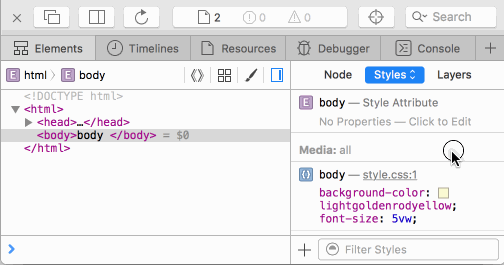 2 0 0 Search
Elements Timelines Resources Debugger Console
E html E body
Node Styles Layers
<!DOCTYPE html>
<html>
<head>…</head>
<body>body </body> = $0
</html>
E body — Style Attribute
No Properties — Click to Edit
Media: all
body — style.css:1
background-color:
lightgoldenrodyellow;
font-size: 5vw;
Filter Styles